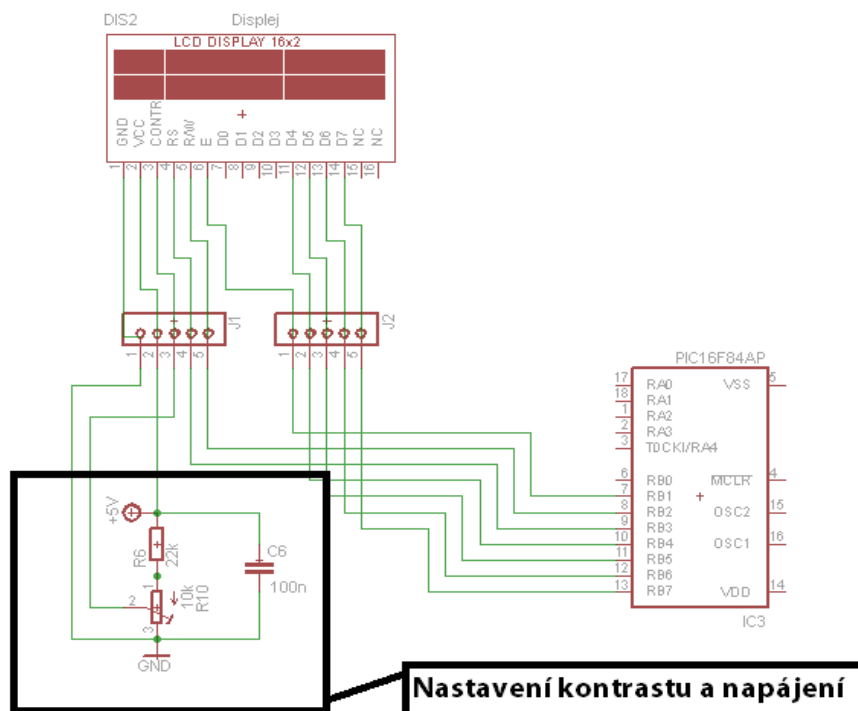 DIS2 Displej
LCD DISPLAY 16x2
GND VCC CONTR RS R/W E D0 D1 D2 D3 D4 D5 D6 D7 NC NC
1 2 3 4 5 6 7 8 9 10 11 12 13 14 15 16
J1 J2
1 2 3 4 5 1 2 3 4 5
PIC16F84AP
17 RA0 VSS 5
18 RA1
1 RA2
2 RA3
3 T0CKI/RA4
6 RB0 MCLR 4
7 RB1
8 RB2 OSC2 15
9 RB3
10 RB4 OSC1 16
11 RB5
12 RB6
13 RB7 VDD 14
IC3
+5V
R6 22k
C6
100n
1
2 10k R10
3
GND
Nastavení kontrastu a napájení